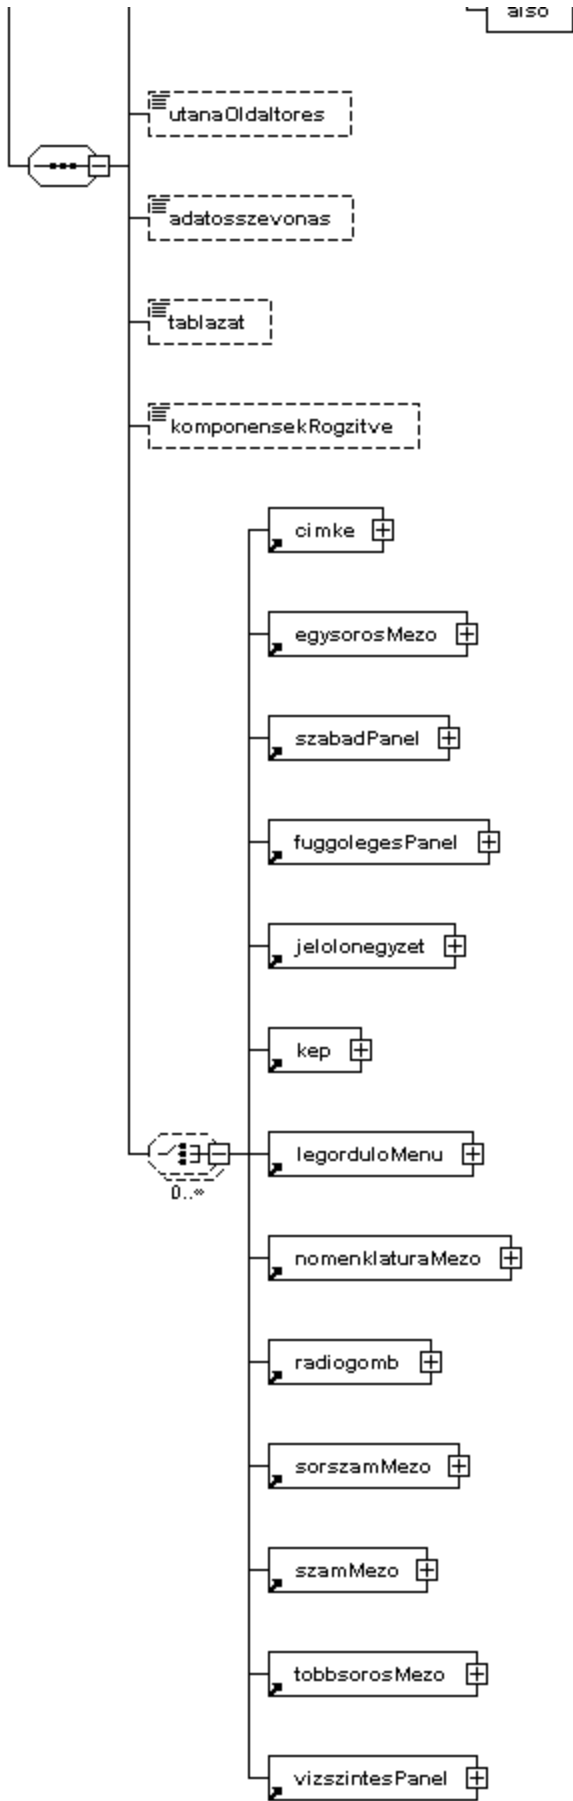 also
utanaOldaltores
adatosszevonas
tablazat
komponensekRogzitve
cimke
egysorosMezo
szabadPanel
fuggolegesPanel
jelolonegyzet
kep
legorduloMenu
0..∞
nomenklaturaMezo
radiogomb
sorszamMezo
szamMezo
tobbsorosMezo
vizszintesPanel